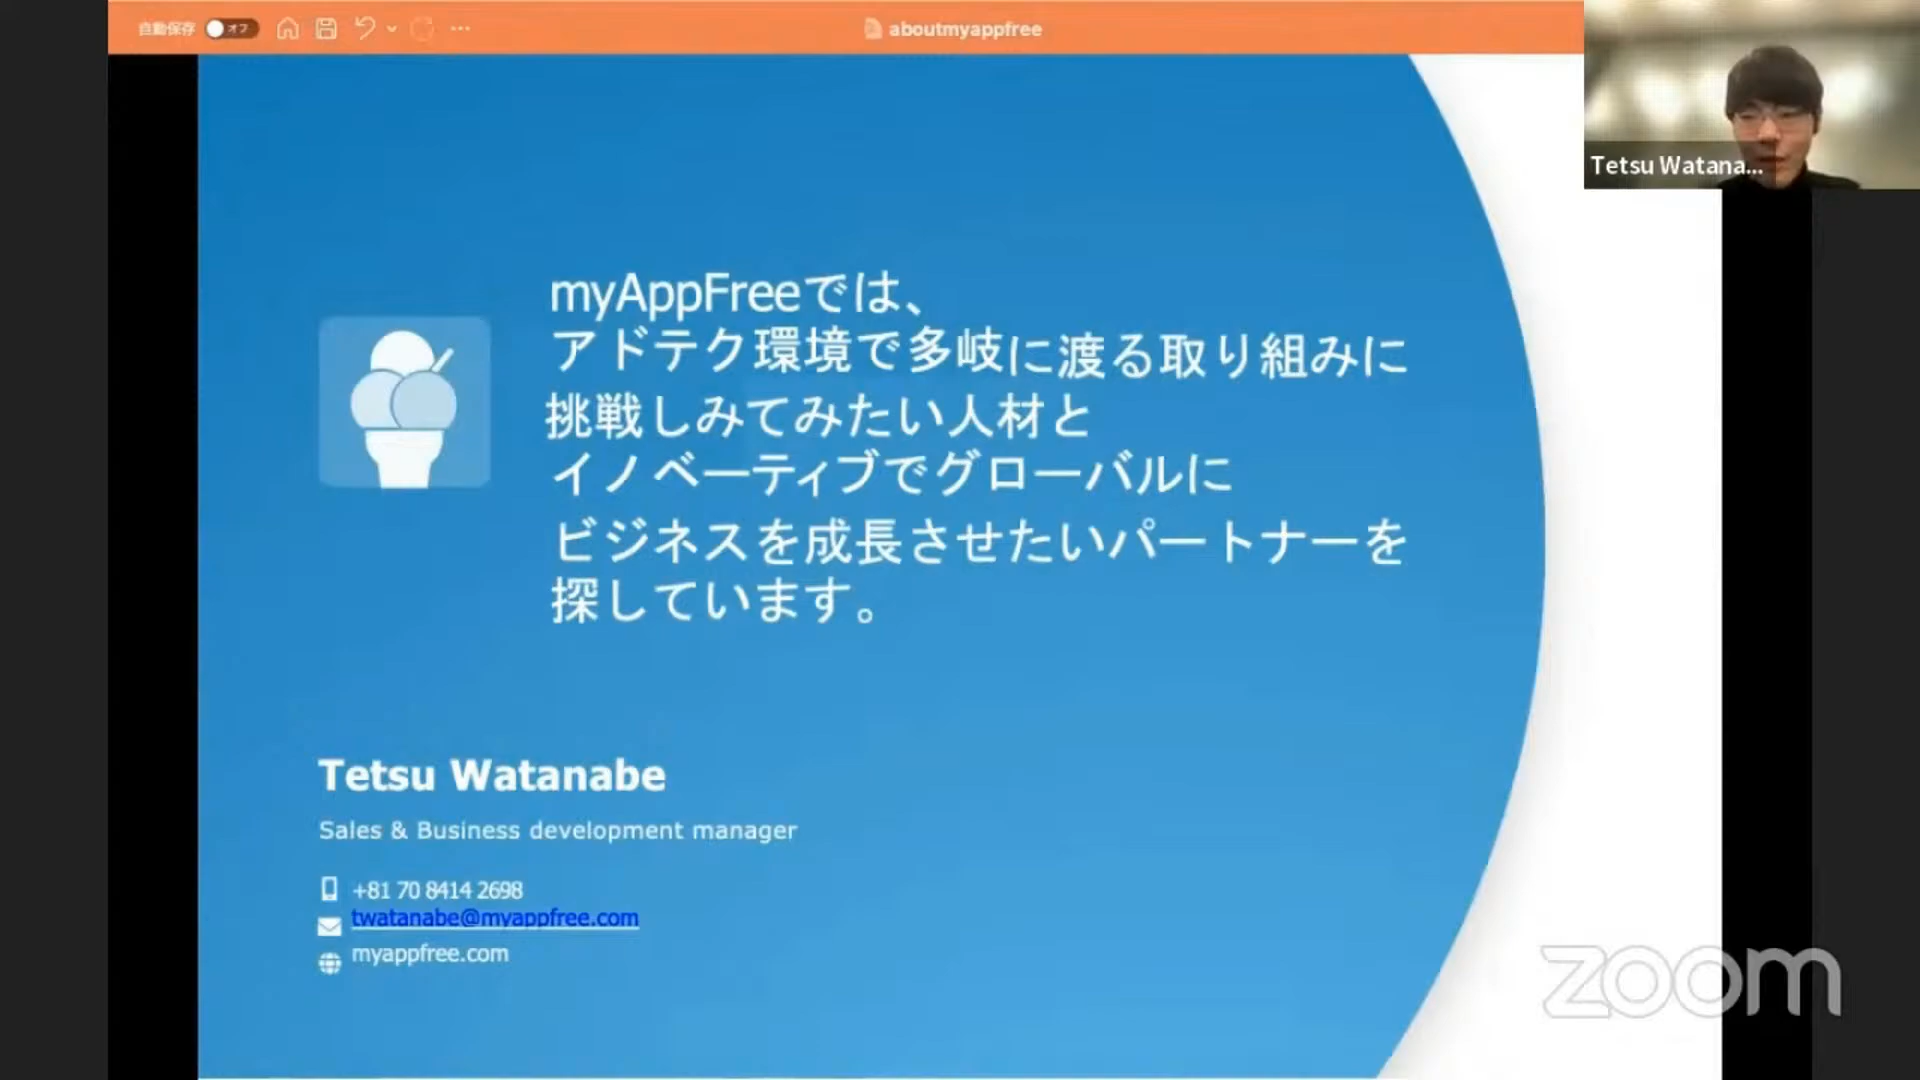 自動保存 オフ
aboutmyappfree
Tetsu Watana...
myAppFreeでは、
アドテク環境で多岐に渡る取り組みに
挑戦しみてみたい人材と
イノベーティブでグローバルに
ビジネスを成長させたいパートナーを
探しています。
Tetsu Watanabe
Sales & Business development manager
+81 70 8414 2698
twatanabe@myappfree.com
myappfree.com
zoom